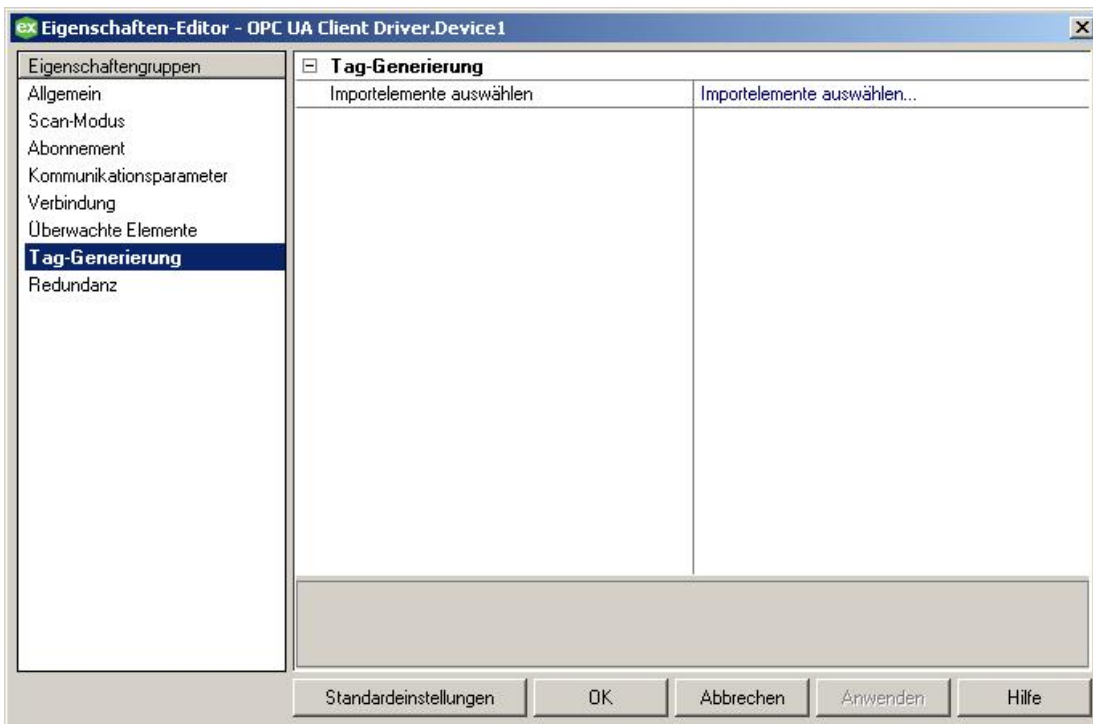 ex Eigenschaften-Editor - OPC UA Client Driver.Device1
Eigenschaftengruppen
Allgemein
Scan-Modus
Abonnement
Kommunikationsparameter
Verbindung
Überwachte Elemente
Tag-Generierung
Redundanz
Tag-Generierung
Importelemente auswählen Importelemente auswählen...
Standardeinstellungen OK Abbrechen Anwenden Hilfe